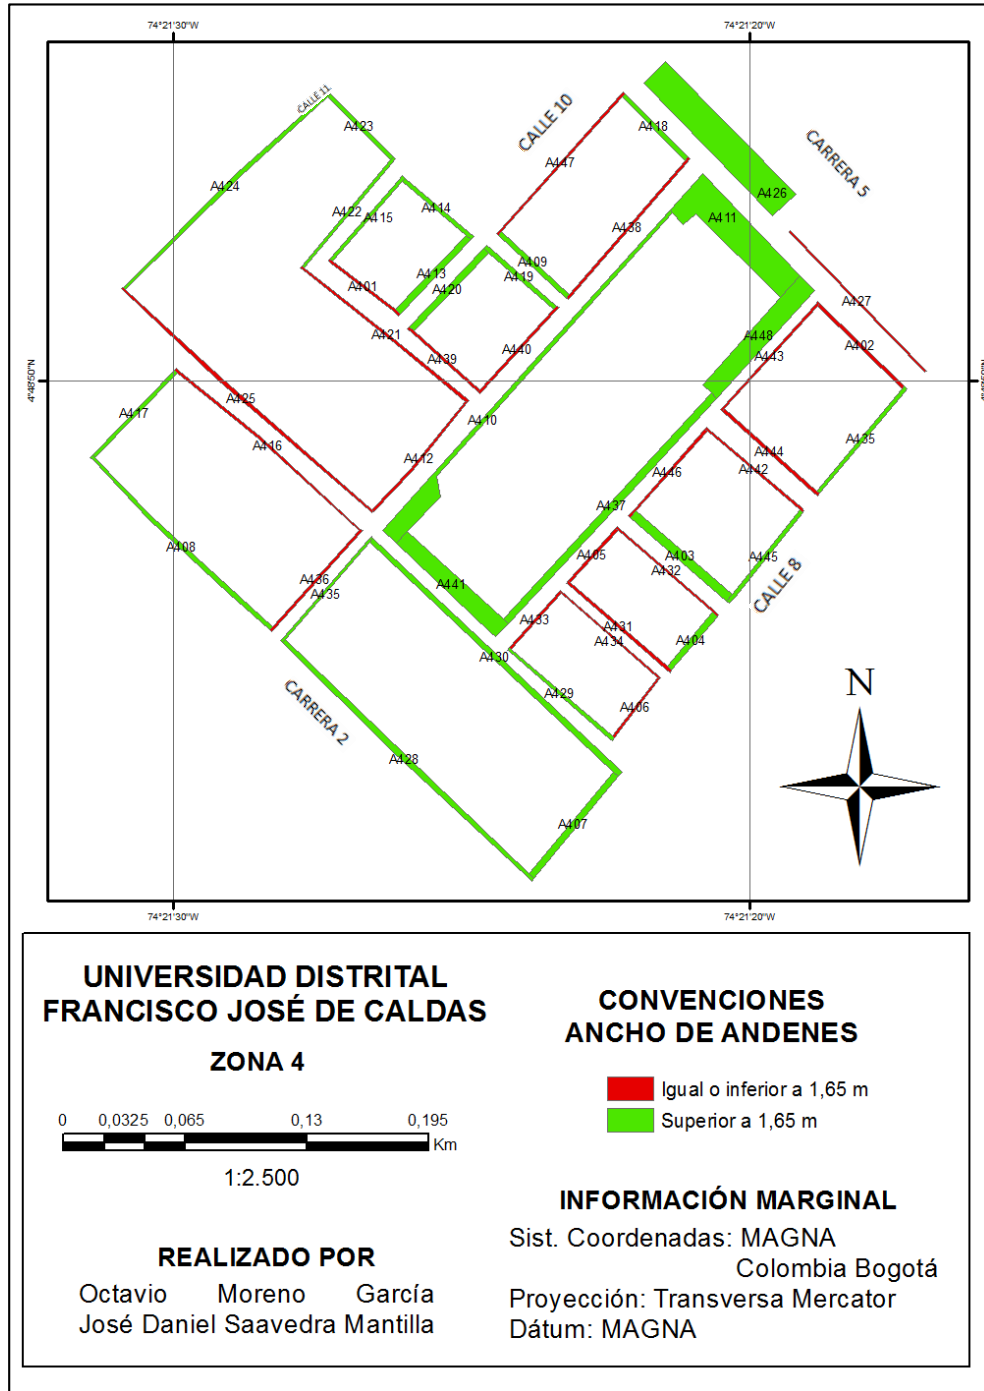 74°21'30"W
74°21'20"W
CALLE 11
A423
CALLE 10
A418
CARRERA 5
A447
A424
A426
A422
A415
A414
A411
A438
A409
A413
A419
A420
A401
A427
A421
A448
A402
A443
A440
A439
4°48'50"N
A425
A417
A410
A416
A412
A435
A444
A442
A446
A437
A408
A403
A405
A432
A445
CALLE 8
A436
A435
A441
A433
A431
A434
A404
A430
A429
A406
CARRERA 2
N
A428
A407
74°21'30"W
74°21'20"W
UNIVERSIDAD DISTRITAL
FRANCISCO JOSÉ DE CALDAS
ZONA 4
0 0,0325 0,065 0,13 0,195
Km
1:2.500
REALIZADO POR
Octavio Moreno García
José Daniel Saavedra Mantilla
CONVENCIONES
ANCHO DE ANDENES
Igual o inferior a 1,65 m
Superior a 1,65 m
INFORMACIÓN MARGINAL
Sist. Coordenadas: MAGNA
Colombia Bogotá
Proyección: Transversa Mercator
Dátum: MAGNA